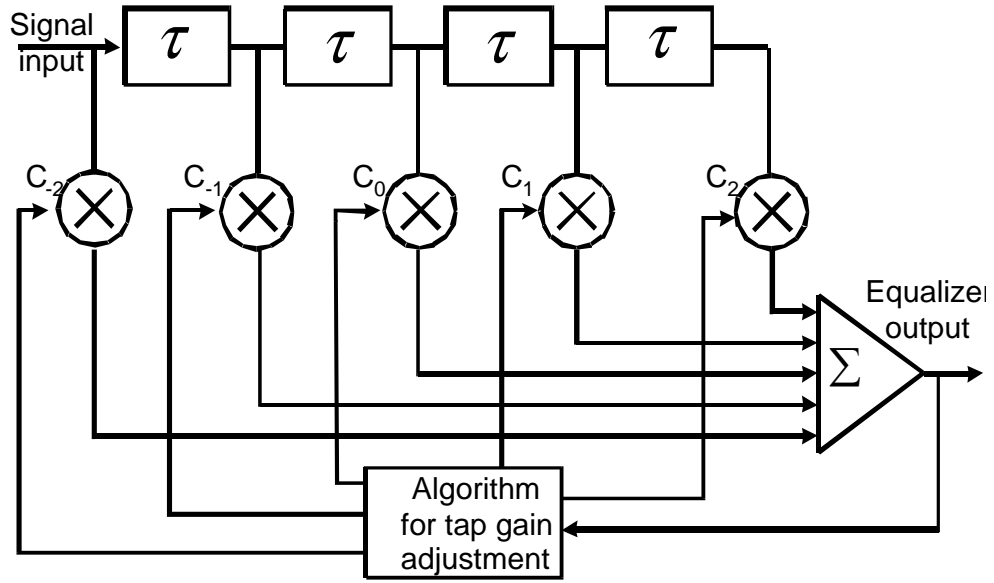 Signal
input
τ
τ
τ
τ
C-2
C-1
C0
C1
C2
Equalizer
output
Σ
Algorithm
for tap gain
adjustment